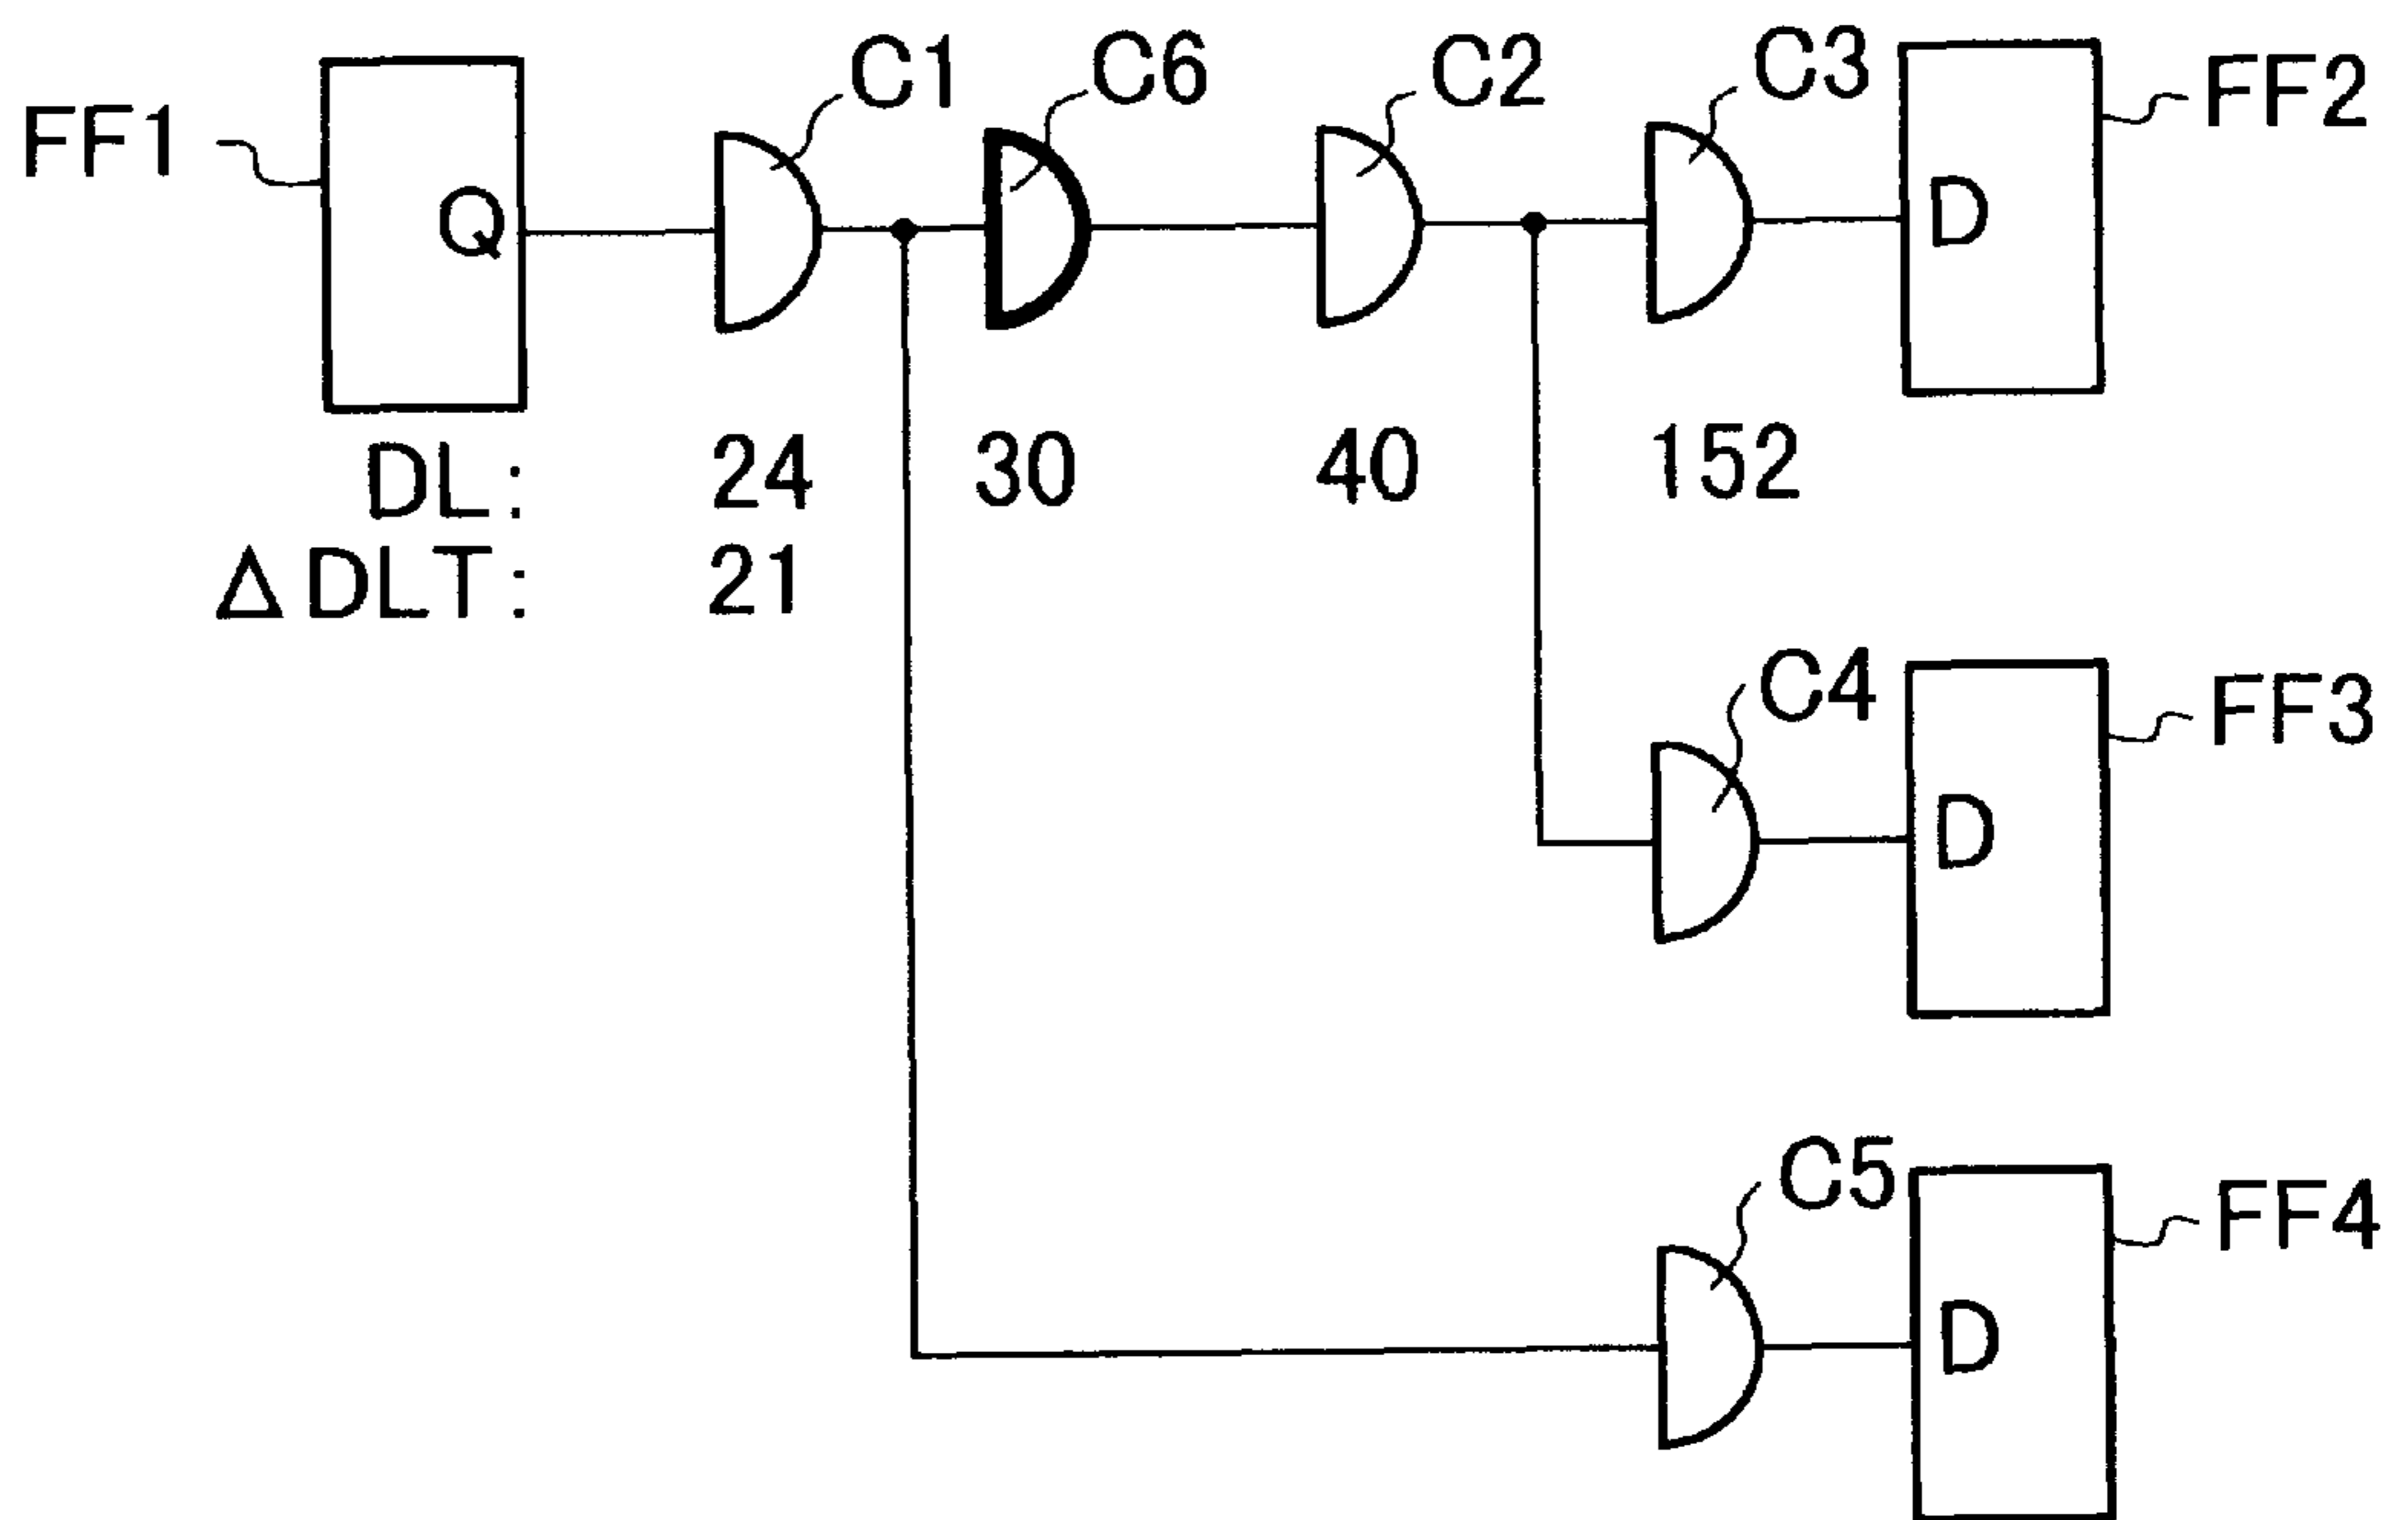 C1 C6 C2 C3
FF1 FF2
Q D
DL: 24 30 40 152
ΔDLT: 21
C4
FF3
D
C5
FF4
D